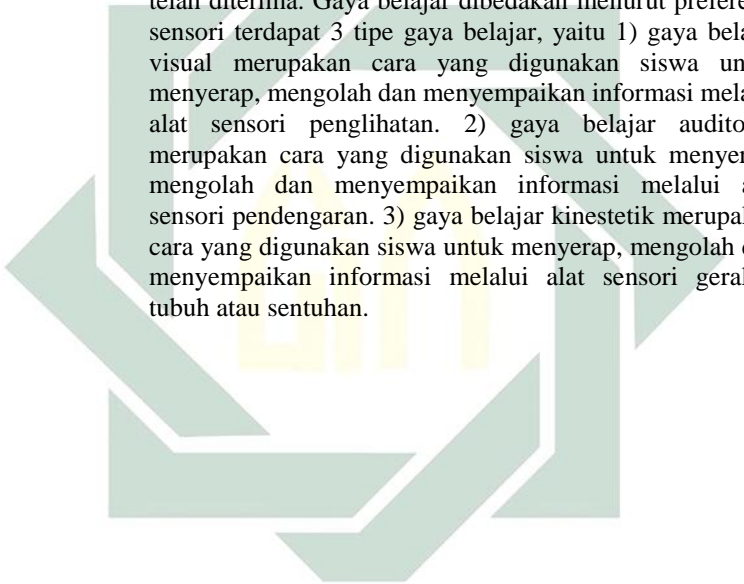 telah diterima. Gaya belajar dibedakan menurut
sensori terdapat 3 tipe gaya belajar, yaitu 1) gaya
visual merupakan cara yang digunakan siswa
menyerap, mengolah dan menyempaikan informasi
alat sensori penglihatan. 2) gaya belajar
merupakan cara yang digunakan siswa untuk
mengolah dan menyempaikan informasi melalui
sensori pendengaran. 3) gaya belajar kinestetik
cara yang digunakan siswa untuk menyerap, mengolah
menyempaikan informasi melalui alat sensori
tubuh atau sentuhan.